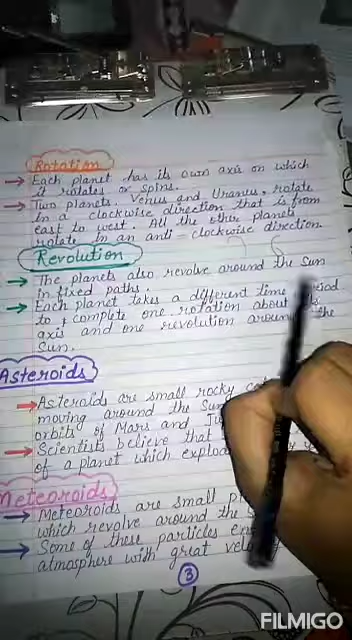 Rotation
→ Each planet has its own axis on which
it rotates or spins.
→ Two planets, Venus and Uranus, rotate
in a clockwise direction that is from
east to west. All the other planets
rotate in an anti-clockwise direction
Revolution
→ The planets also revolve around the Sun
in fixed paths.
→ Each planet takes a different time
to complete one rotation about its
axis and one revolution around the
Sun.
Asteroids
→ Asteroids are small rocky
moving around the Sun
orbits of Mars and
→ Scientists believe that
of a planet which
Meteoroids
→ Meteoroids are small
which revolve around the
→ Some of these particles
atmosphere with great
3
FILMIGO